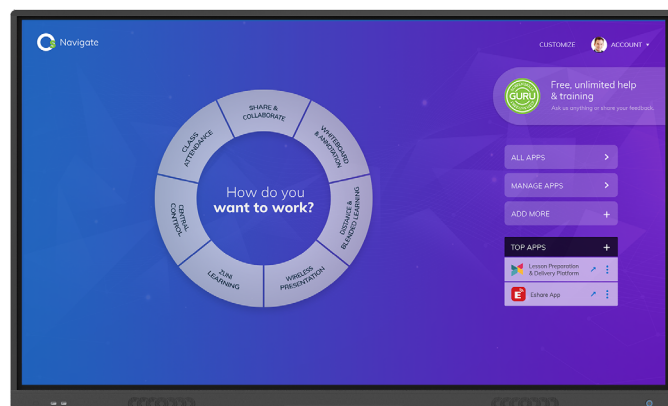 Navigate
CUSTOMIZE
ACCOUNT
GURU
Free, unlimited help
& training
Ask us anything or share your feedback.
SHARE &
COLLABORATE
WHITEBOARD
& ANNOTATION
DISTANCE &
BLENDED LEARNING
WIRELESS
PRESENTATION
ZUNI
LEARNING
CENTRAL
CONTROL
CLASS
ATTENDANCE
How do you
want to work?
ALL APPS
MANAGE APPS
ADD MORE
TOP APPS
Lesson Preparation
& Delivery Platform
Eshare App